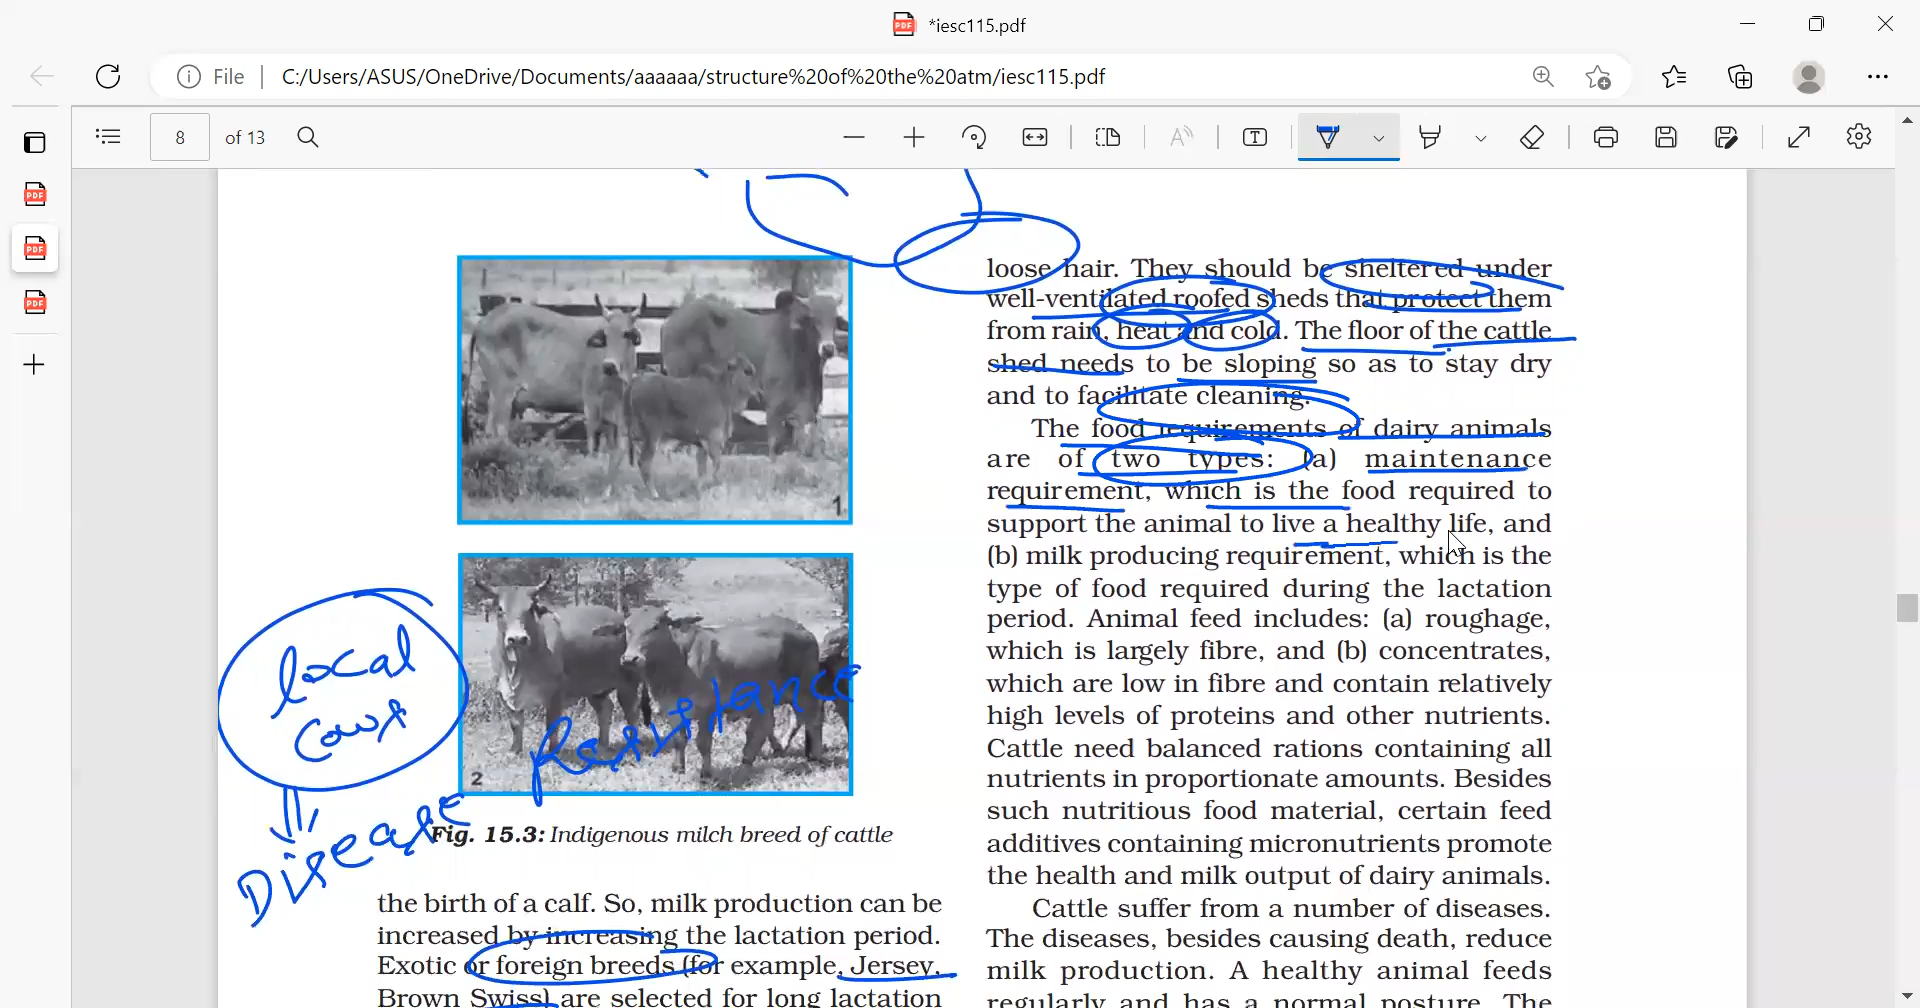 *iesc115.pdf
File
C:/Users/ASUS/OneDrive/Documents/aaaaaa/structure%20of%20the%20atm/iesc115.pdf
8 of 13
1
2
local
cows
Disease Resistance
Fig. 15.3: Indigenous milch breed of cattle
the birth of a calf. So, milk production can be
increased by increasing the lactation period.
Exotic or foreign breeds (for example, Jersey,
Brown Swiss) are selected for long lactation
loose hair. They should be sheltered under
well-ventilated roofed sheds that protect them
from rain, heat and cold. The floor of the cattle
shed needs to be sloping so as to stay dry
and to facilitate cleaning.
The food requirements of dairy animals
are of two types: (a) maintenance
requirement, which is the food required to
support the animal to live a healthy life, and
(b) milk producing requirement, which is the
type of food required during the lactation
period. Animal feed includes: (a) roughage,
which is largely fibre, and (b) concentrates,
which are low in fibre and contain relatively
high levels of proteins and other nutrients.
Cattle need balanced rations containing all
nutrients in proportionate amounts. Besides
such nutritious food material, certain feed
additives containing micronutrients promote
the health and milk output of dairy animals.
Cattle suffer from a number of diseases.
The diseases, besides causing death, reduce
milk production. A healthy animal feeds
regularly and has a normal posture. The